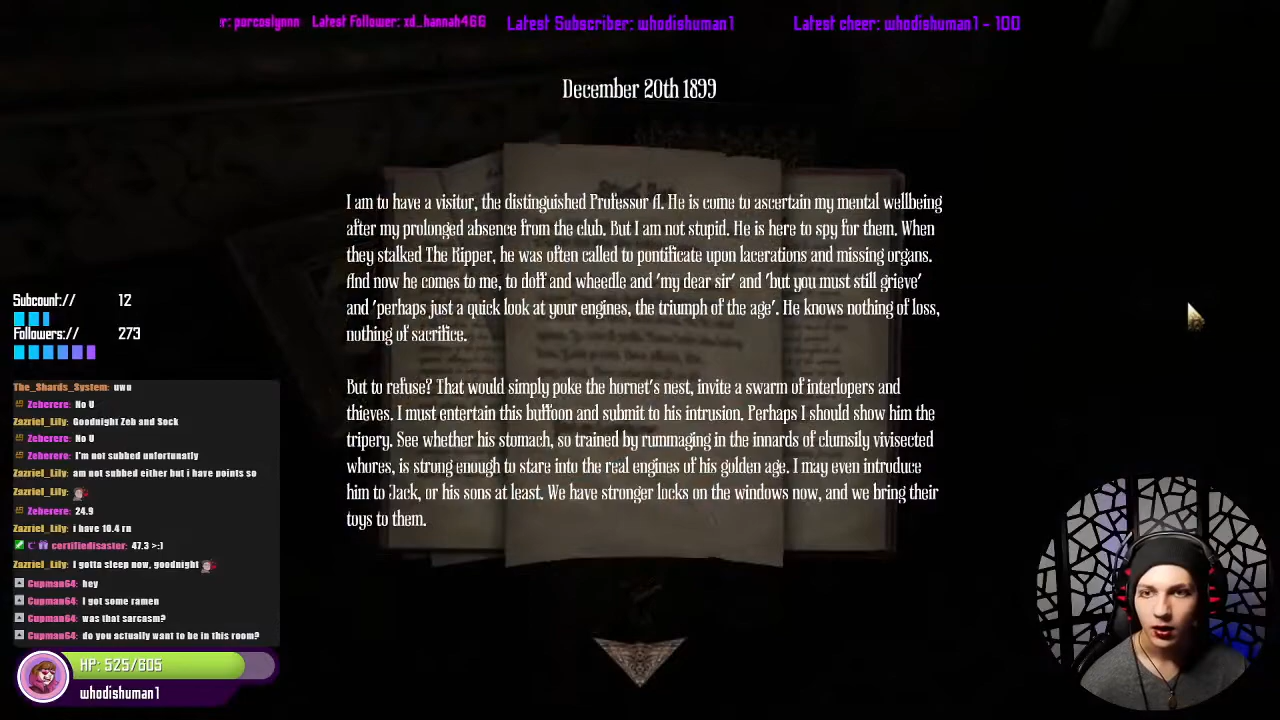 r: porcoslynnn Latest Follower: xd_hannah466 Latest Subscriber: whodishuman1 Latest cheer: whodishuman1 - 100
December 20th 1899
I am to have a visitor, the distinguished Professor A. He is come to ascertain my mental wellbeing
after my prolonged absence from the club. But I am not stupid. He is here to spy for them. When
they stalked The Ripper, he was often called to pontificate upon lacerations and missing organs.
And now he comes to me, to doff and wheedle and 'my dear sir' and 'but you must still grieve'
and 'perhaps just a quick look at your engines, the triumph of the age'. He knows nothing of loss,
nothing of sacrifice.
But to refuse? That would simply poke the hornet's nest, invite a swarm of interlopers and
thieves. I must entertain this buffoon and submit to his intrusion. Perhaps I should show him the
tripery. See whether his stomach, so trained by rummaging in the innards of clumsily vivisected
whores, is strong enough to stare into the real engines of his golden age. I may even introduce
him to Jack, or his sons at least. We have stronger locks on the windows now, and we bring their
toys to them.
Subcount:// 12
Followers:// 273
The_Shards_System: uwu
Zeberere: No U
Zazriel_Lily: Goodnight Zeb and Sock
Zeberere: No U
Zeberere: I'm not subbed unfortunatly
Zazriel_Lily: am not subbed either but i have points so
Zazriel_Lily:
Zeberere: 24.9
Zazriel_Lily: i have 10.4 rn
certifiedisaster: 47.3 >:)
Zazriel_Lily: I gotta sleep now, goodnight
Cupman64: hey
Cupman64: I got some ramen
Cupman64: was that sarcasm?
Cupman64: do you actually want to be in this room?
HP: 525/605
whodishuman1